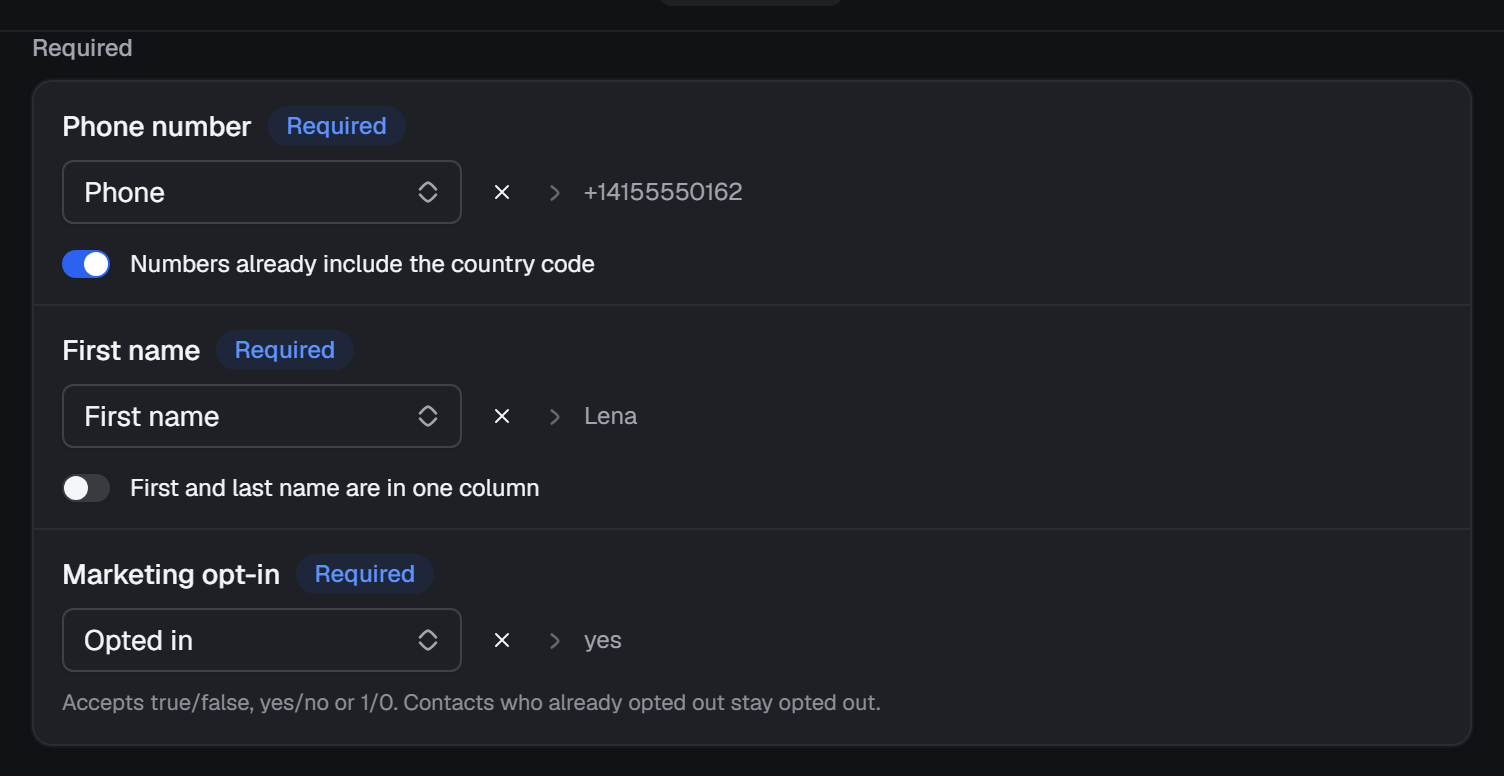 Required
Phone number Required
Phone +14155550162
Numbers already include the country code
First name Required
First name Lena
First and last name are in one column
Marketing opt-in Required
Opted in yes
Accepts true/false, yes/no or 1/0. Contacts who already opted out stay opted out.